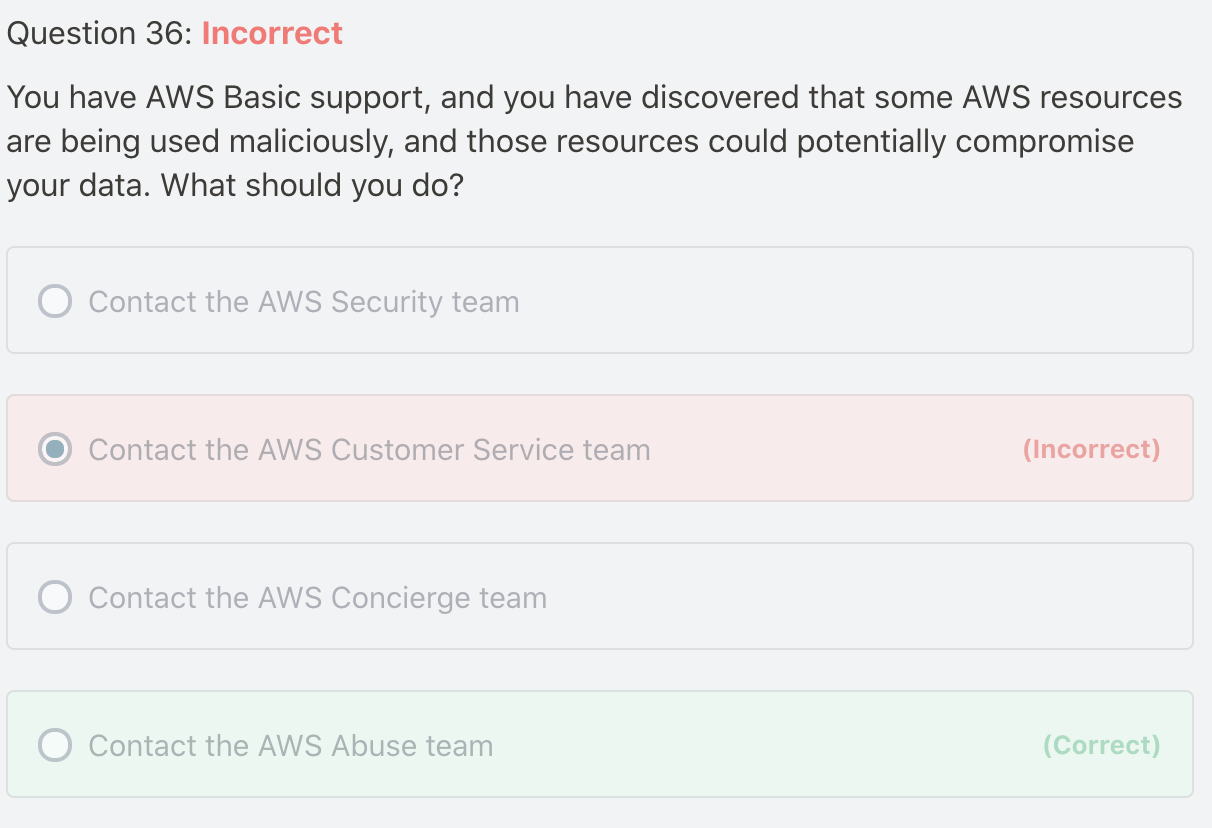 Question 36: Incorrect
You have AWS Basic support, and you have discovered that some AWS resources
are being used maliciously, and those resources could potentially compromise
your data. What should you do?
Contact the AWS Security team
Contact the AWS Customer Service team (Incorrect)
Contact the AWS Concierge team
Contact the AWS Abuse team (Correct)